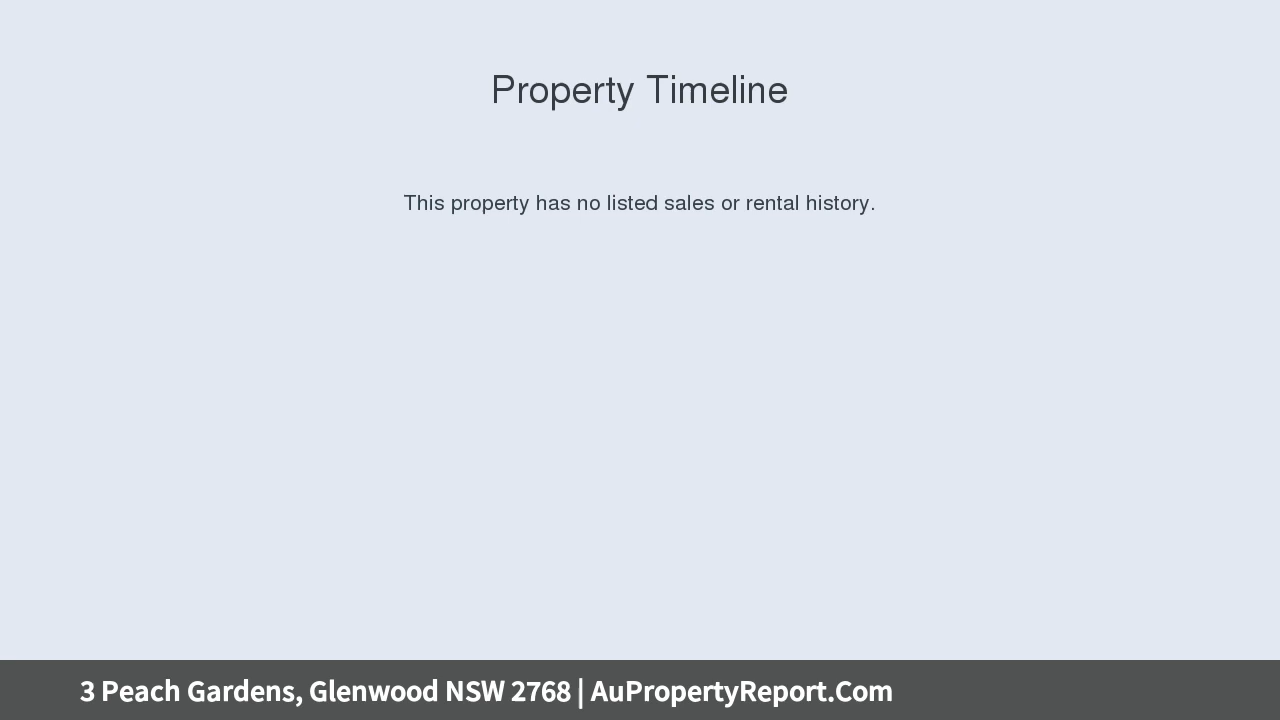 Property Timeline
This property has no listed sales or rental history.
3 Peach Gardens, Glenwood NSW 2768 | AuPropertyReport.Com